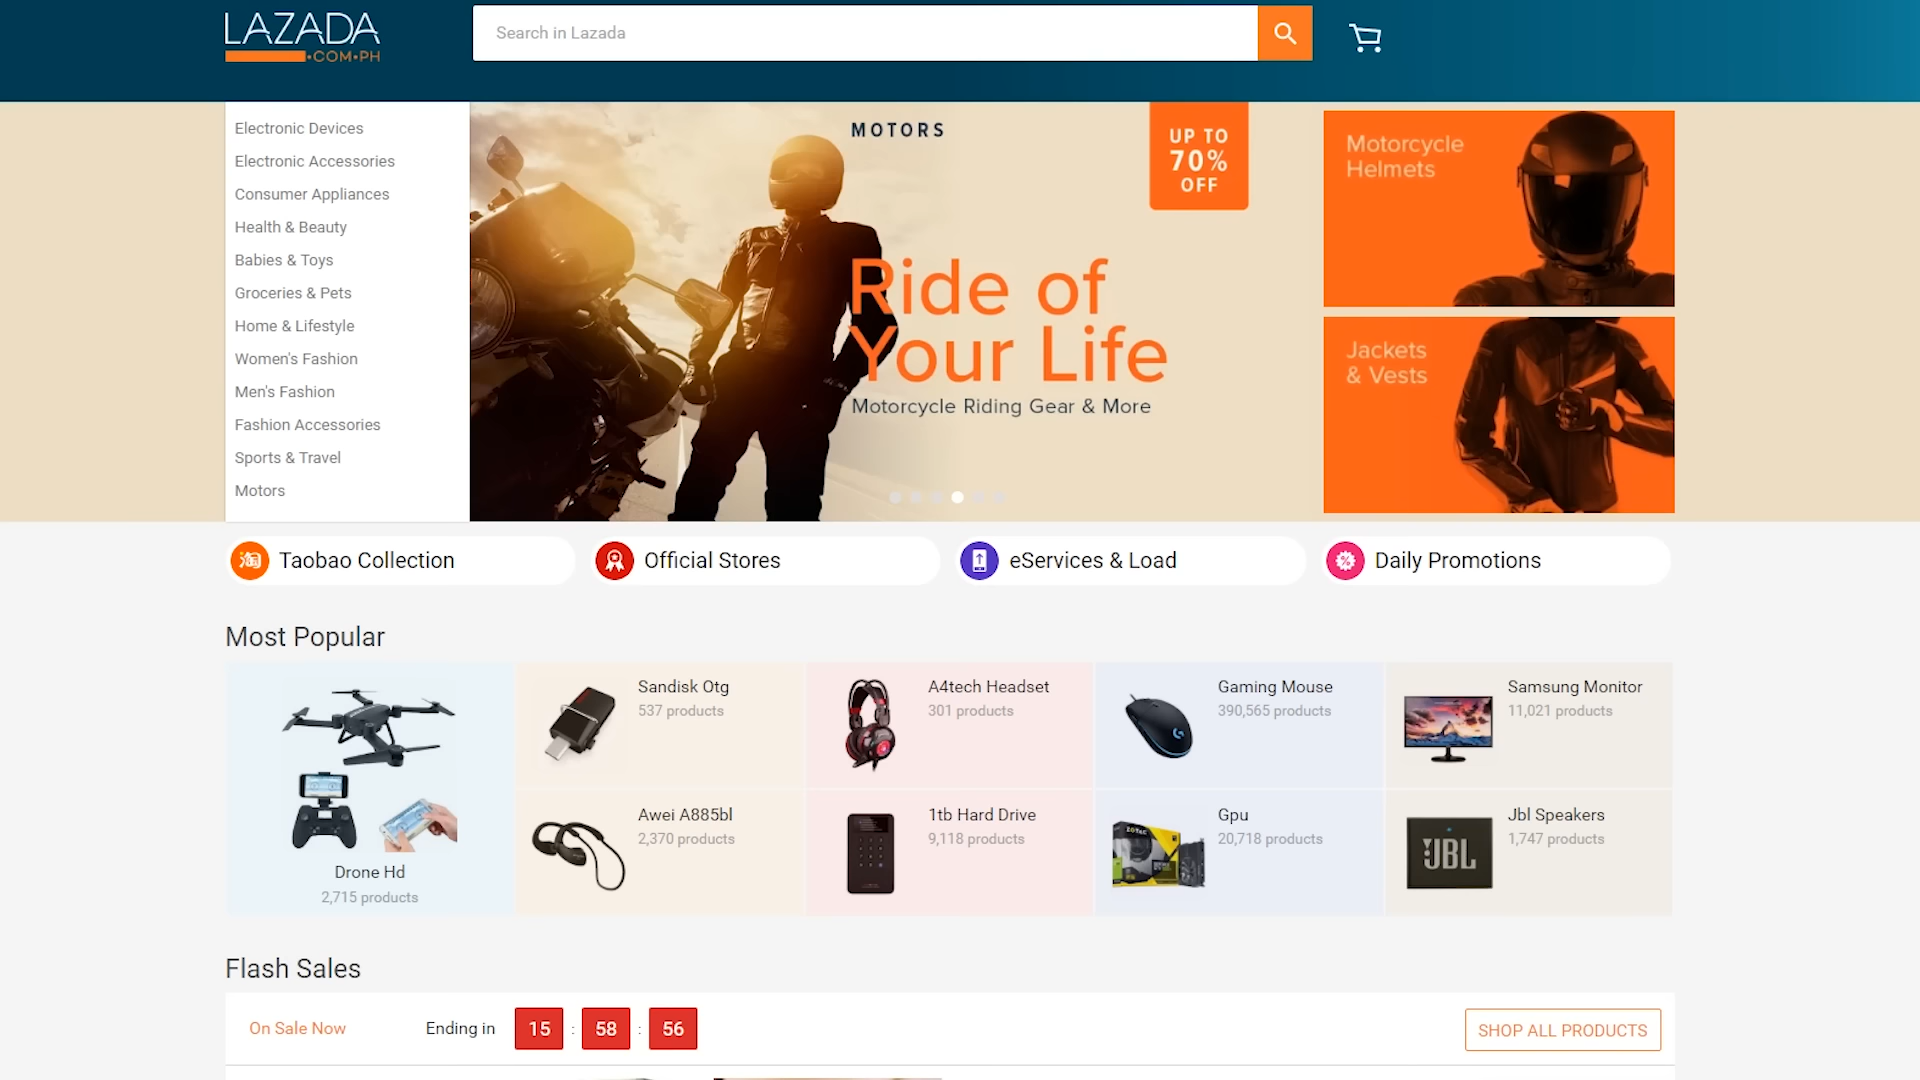 LAZADA
.COM.PH
Search in Lazada
Electronic Devices
Electronic Accessories
Consumer Appliances
Health & Beauty
Babies & Toys
Groceries & Pets
Home & Lifestyle
Women's Fashion
Men's Fashion
Fashion Accessories
Sports & Travel
Motors
MOTORS
UP TO
70%
OFF
Ride of
Your Life
Motorcycle Riding Gear & More
Motorcycle
Helmets
Jackets
& Vests
Taobao Collection
Official Stores
eServices & Load
Daily Promotions
Most Popular
Drone Hd
2,715 products
Sandisk Otg
537 products
A4tech Headset
301 products
Gaming Mouse
390,565 products
Samsung Monitor
11,021 products
Awei A885bl
2,370 products
1tb Hard Drive
9,118 products
ZOTAC
Gpu
20,718 products
JBL
Jbl Speakers
1,747 products
Flash Sales
On Sale Now
Ending in 15 : 58 : 56
SHOP ALL PRODUCTS